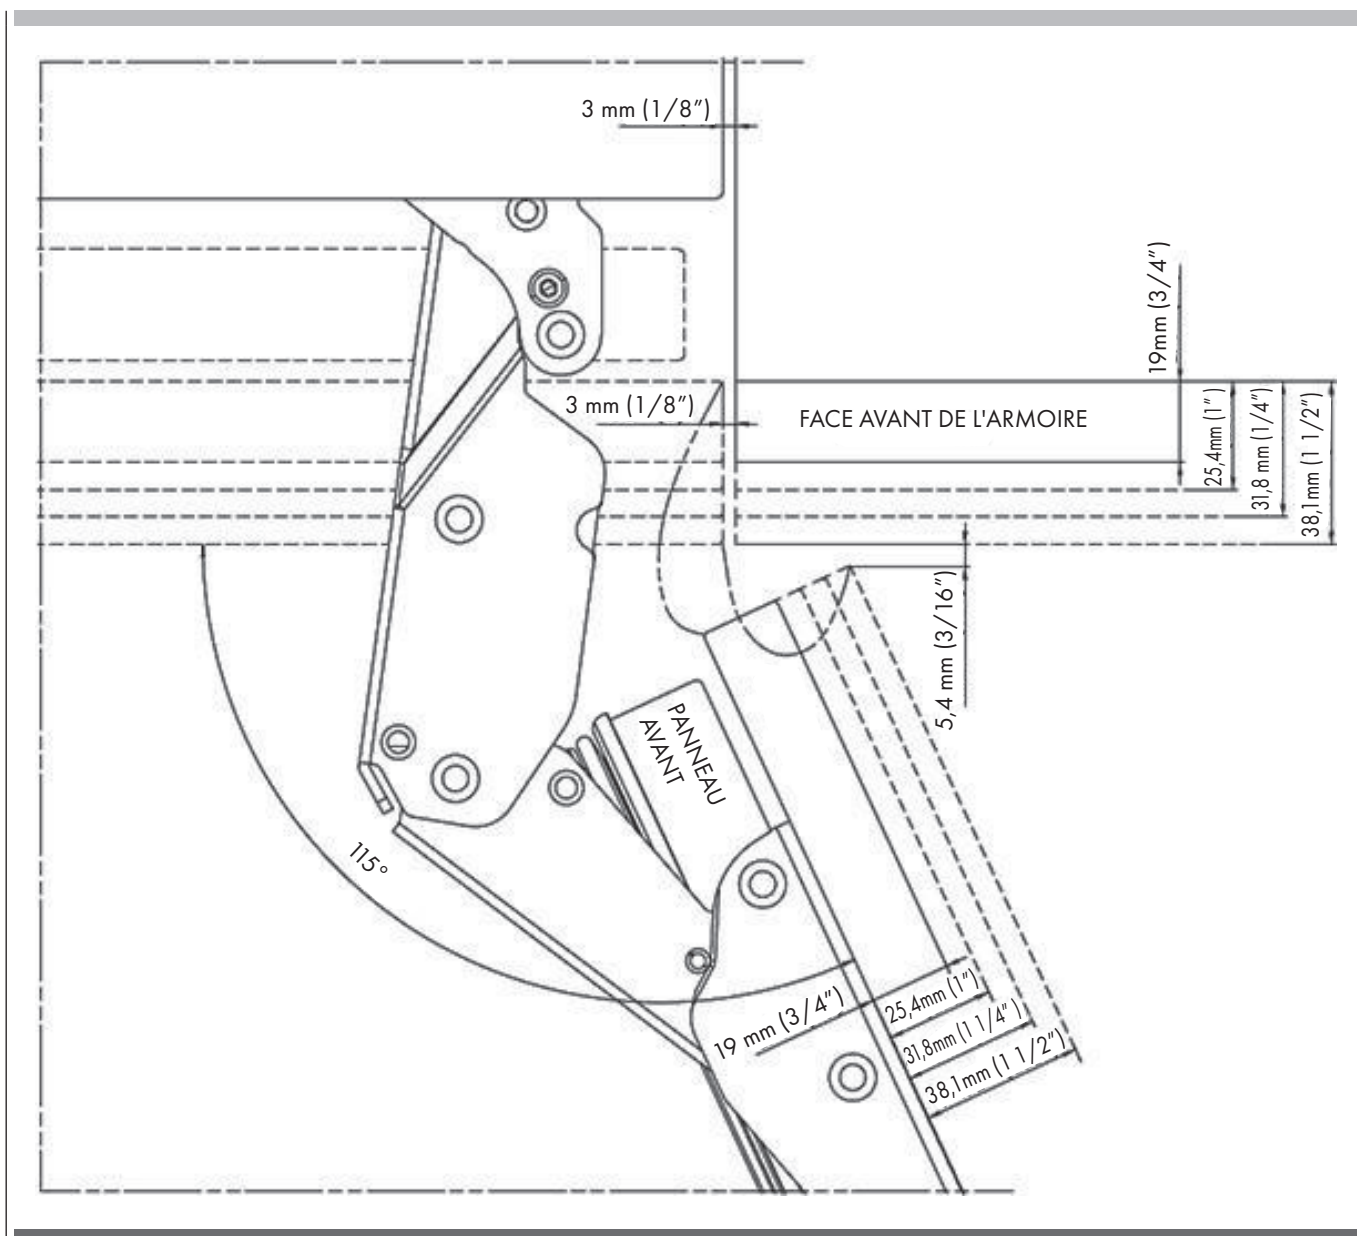 3 mm (1/8”)
19mm (3/4”)
3 mm (1/8”)
FACE AVANT DE L'ARMOIRE
25,4mm (1”)
31,8 mm (1/4”)
38,1mm (1 1/2”)
5,4 mm (3/16”)
PANNEAU
AVANT
115°
19 mm (3/4”)
25,4mm (1”)
31,8mm (1 1/4”)
38,1mm (1 1/2”)